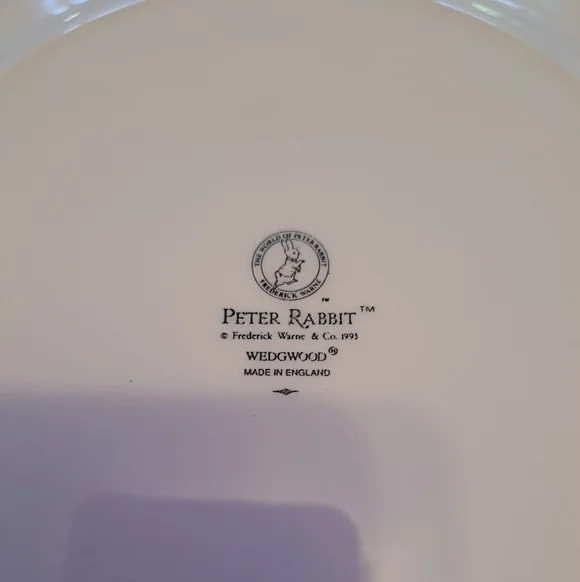 THE WORLD OF PETER RABBIT
FREDERICK WARNE
™
PETER RABBIT™
© Frederick Warne & Co. 1993
WEDGWOOD®
MADE IN ENGLAND